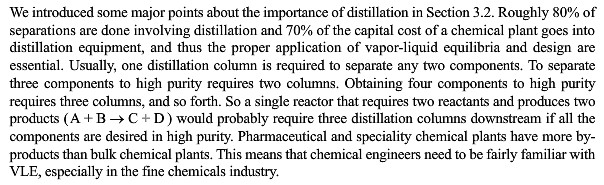 We introduced some major points about the importance of distillation in Section 3.2. Roughly 80% of
separations are done involving distillation and 70% of the capital cost of a chemical plant goes into
distillation equipment, and thus the proper application of vapor-liquid equilibria and design are
essential. Usually, one distillation column is required to separate any two components. To separate
three components to high purity requires two columns. Obtaining four components to high purity
requires three columns, and so forth. So a single reactor that requires two reactants and produces two
products (A + B → C + D) would probably require three distillation columns downstream if all the
components are desired in high purity. Pharmaceutical and speciality chemical plants have more by-
products than bulk chemical plants. This means that chemical engineers need to be fairly familiar with
VLE, especially in the fine chemicals industry.